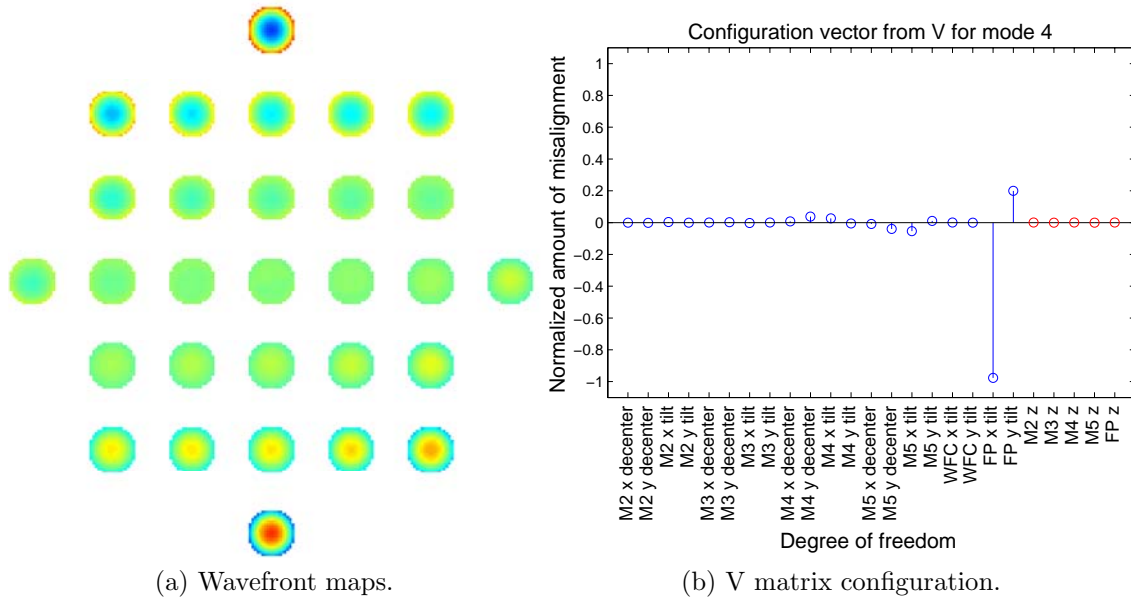 Configuration vector from V for mode 4
Normalized amount of misalignment
1
0.8
0.6
0.4
0.2
0
−0.2
−0.4
−0.6
−0.8
−1
M2 x decenter
M2 y decenter
M2 x tilt
M2 y tilt
M3 x decenter
M3 y decenter
M3 x tilt
M3 y tilt
M4 x decenter
M4 y decenter
M4 x tilt
M4 y tilt
M5 x decenter
M5 y decenter
M5 x tilt
M5 y tilt
WFC x tilt
WFC y tilt
FP x tilt
FP y tilt
M2 z
M3 z
M4 z
M5 z
FP z
Degree of freedom
(a) Wavefront maps.
(b) V matrix configuration.